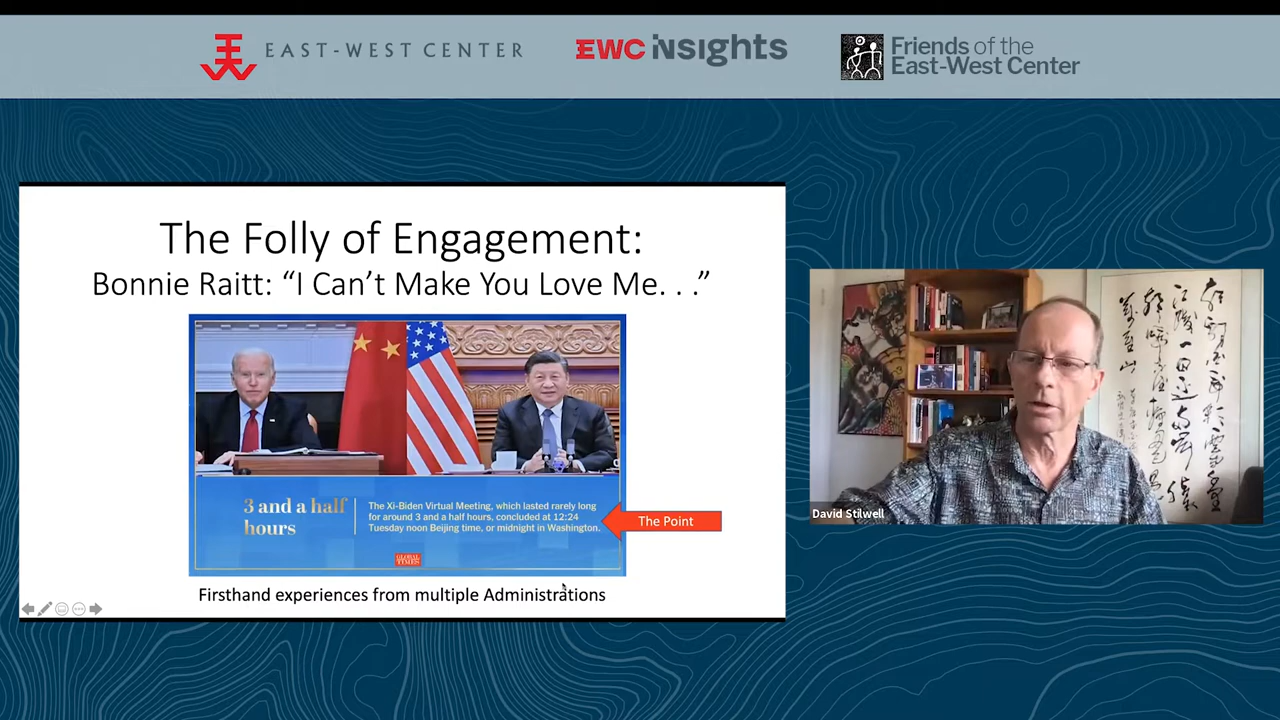 EAST-WEST CENTER
EWC iNsights
Friends of the
East-West Center
The Folly of Engagement:
Bonnie Raitt: “I Can’t Make You Love Me. . .”
3 and a half
hours
The Xi-Biden Virtual Meeting, which lasted rarely long
for around 3 and a half hours, concluded at 12:24
Tuesday noon Beijing time, or midnight in Washington.
The Point
GLOBAL
TIMES
Firsthand experiences from multiple Administrations
David Stilwell